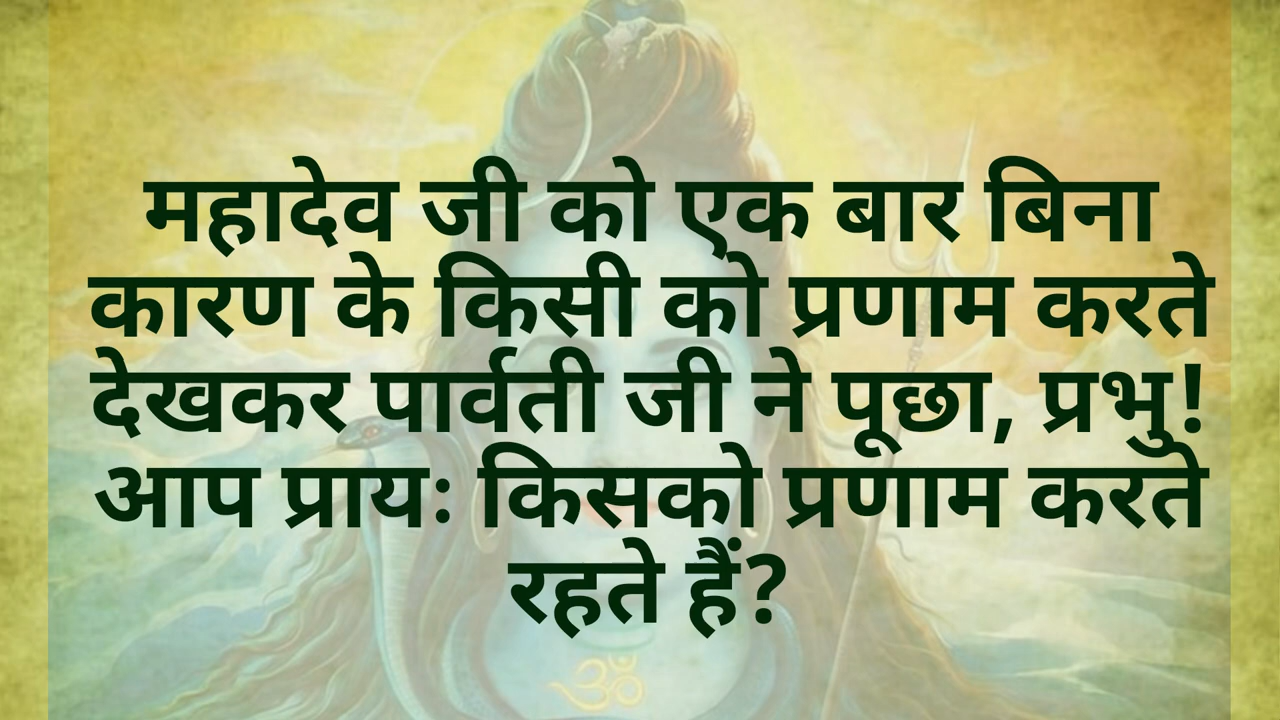 महादेव जी को एक बार बिना
कारण के किसी को प्रणाम करते
देखकर पार्वती जी ने पूछा, प्रभु!
आप प्रायः किसको प्रणाम करते
रहते हैं?
ॐ